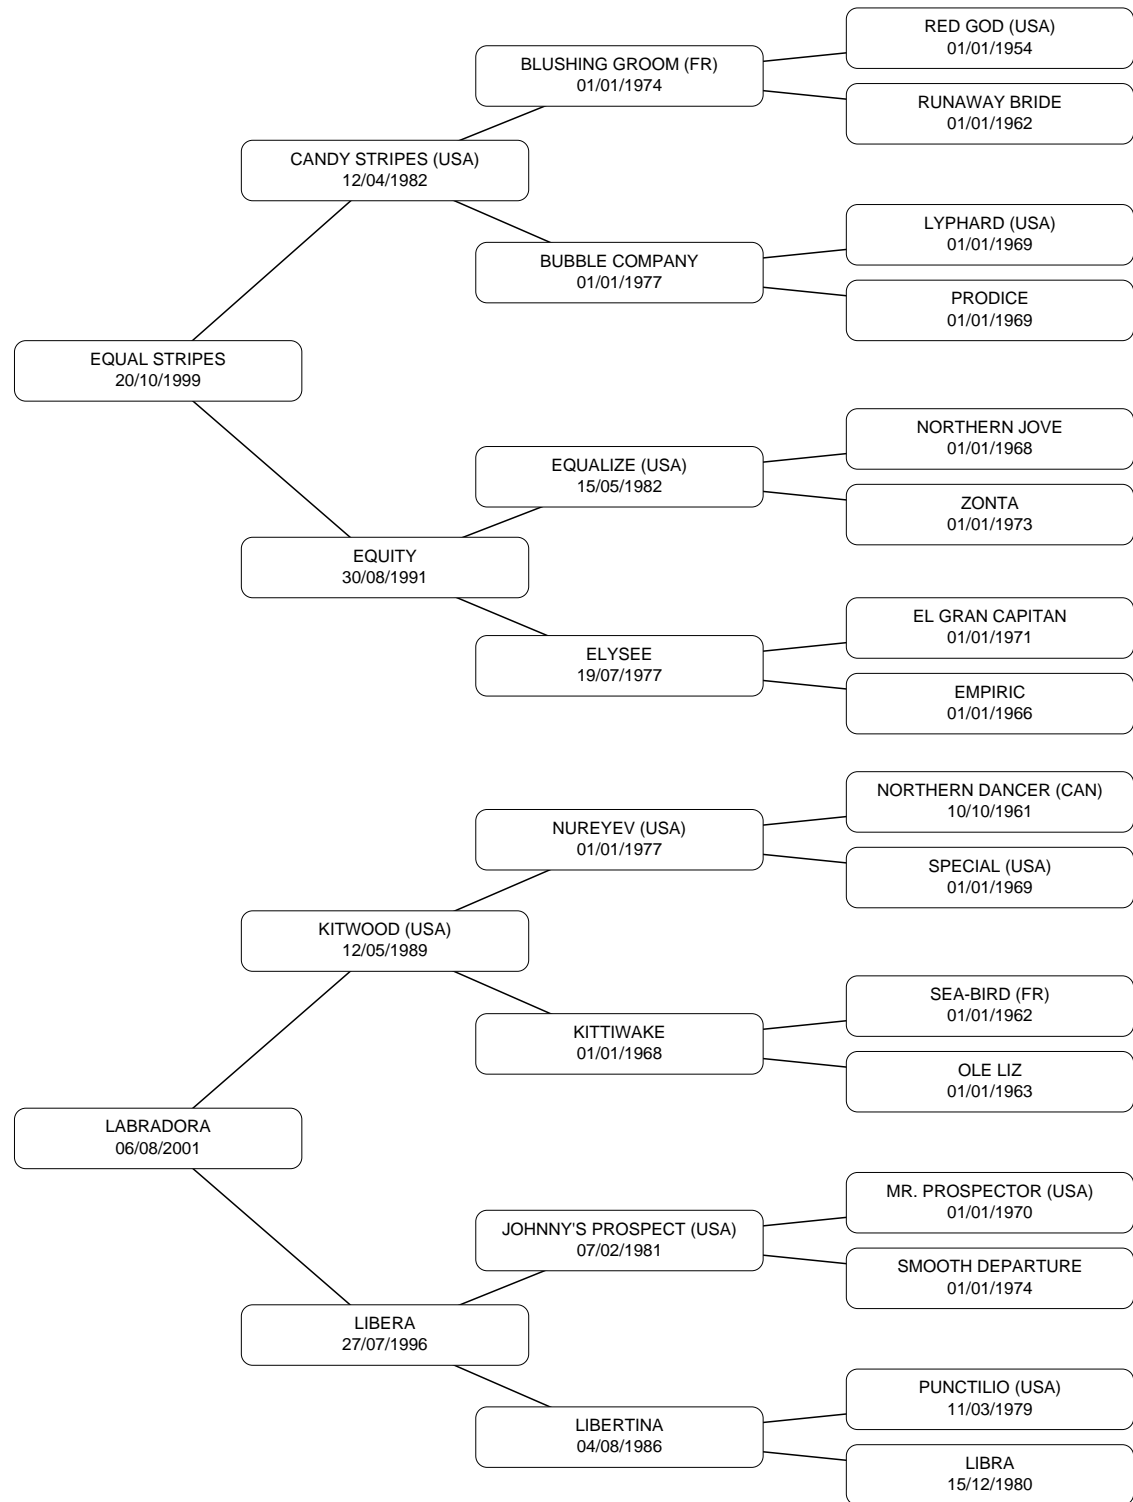 RED GOD (USA)
01/01/1954
BLUSHING GROOM (FR)
01/01/1974
RUNAWAY BRIDE
01/01/1962
CANDY STRIPES (USA)
12/04/1982
LYPHARD (USA)
01/01/1969
BUBBLE COMPANY
01/01/1977
PRODICE
01/01/1969
EQUAL STRIPES
20/10/1999
NORTHERN JOVE
01/01/1968
EQUALIZE (USA)
15/05/1982
ZONTA
01/01/1973
EQUITY
30/08/1991
EL GRAN CAPITAN
01/01/1971
ELYSEE
19/07/1977
EMPIRIC
01/01/1966
NORTHERN DANCER (CAN)
10/10/1961
NUREYEV (USA)
01/01/1977
SPECIAL (USA)
01/01/1969
KITWOOD (USA)
12/05/1989
SEA-BIRD (FR)
01/01/1962
KITTIWAKE
01/01/1968
OLE LIZ
01/01/1963
LABRADORA
06/08/2001
MR. PROSPECTOR (USA)
01/01/1970
JOHNNY'S PROSPECT (USA)
07/02/1981
SMOOTH DEPARTURE
01/01/1974
LIBERA
27/07/1996
PUNCTILIO (USA)
11/03/1979
LIBERTINA
04/08/1986
LIBRA
15/12/1980